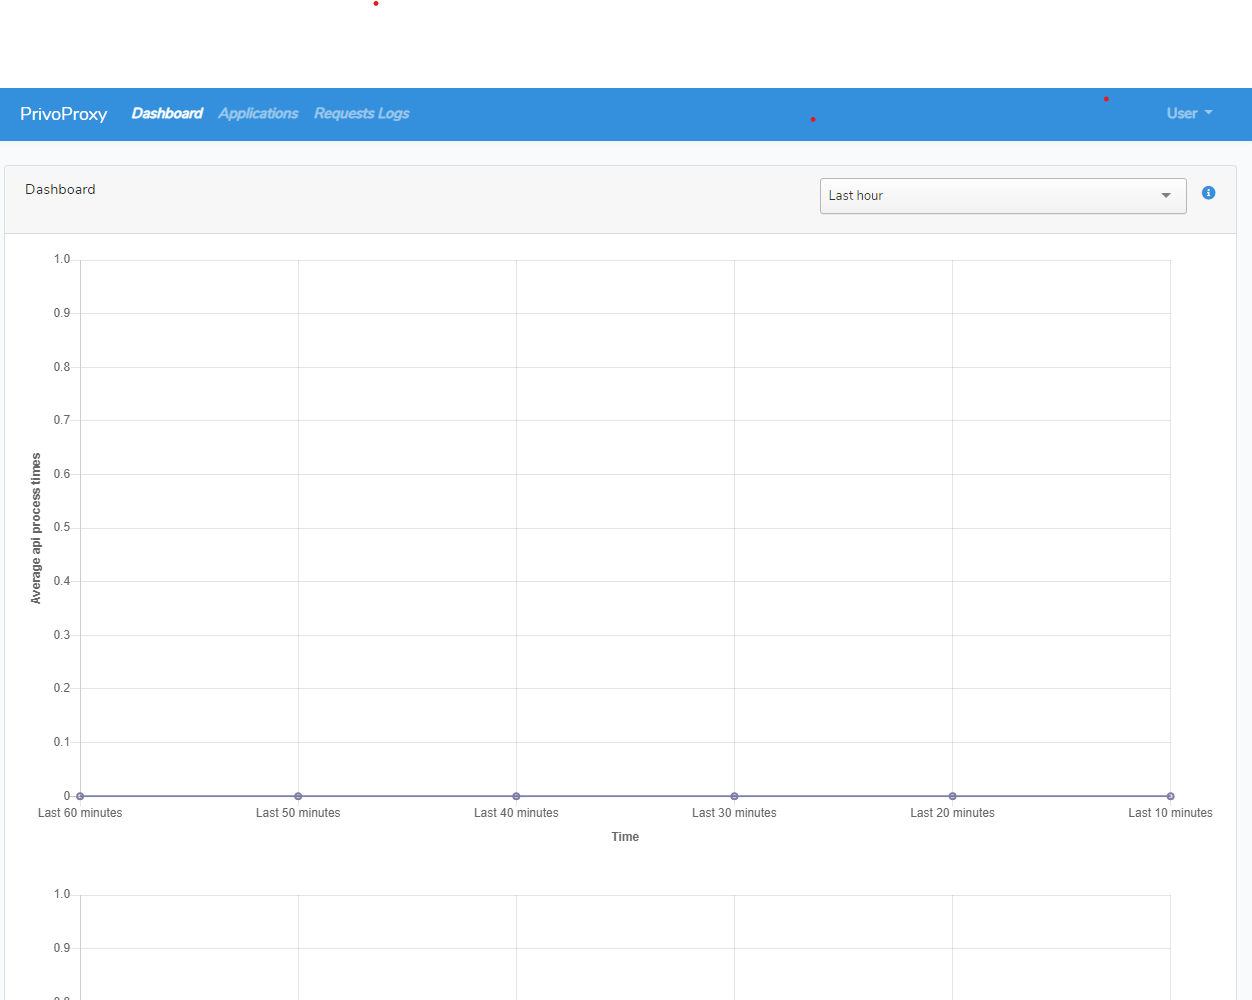 PrivoProxy Dashboard Applications Requests Logs User
Dashboard
Last hour
1.0
0.9
0.8
0.7
0.6
0.5
0.4
0.3
0.2
0.1
0
Average api process times
Last 60 minutes Last 50 minutes Last 40 minutes Last 30 minutes Last 20 minutes Last 10 minutes
Time
1.0
0.9